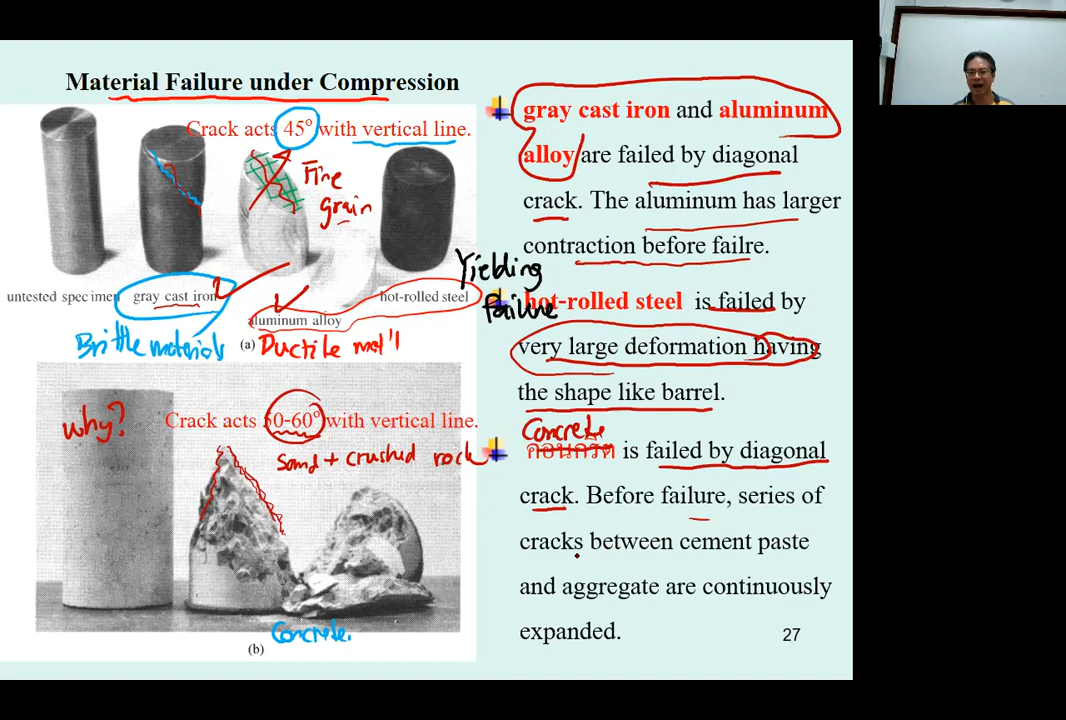 Material Failure under Compression
Crack acts 45° with vertical line.
Fine
grain
untested specimen
gray cast iron
aluminum alloy
hot-rolled steel
Brittle materials
(a)
Ductile mat'l
why?
Crack acts 50-60° with vertical line.
Sand + crushed rock
Concrete.
(b)
gray cast iron and aluminum
alloy are failed by diagonal
crack. The aluminum has larger
contraction before failre.
Yielding
failure
hot-rolled steel is failed by
very large deformation having
the shape like barrel.
Concrete
คอนกรีต is failed by diagonal
crack. Before failure, series of
cracks between cement paste
and aggregate are continuously
expanded.
27